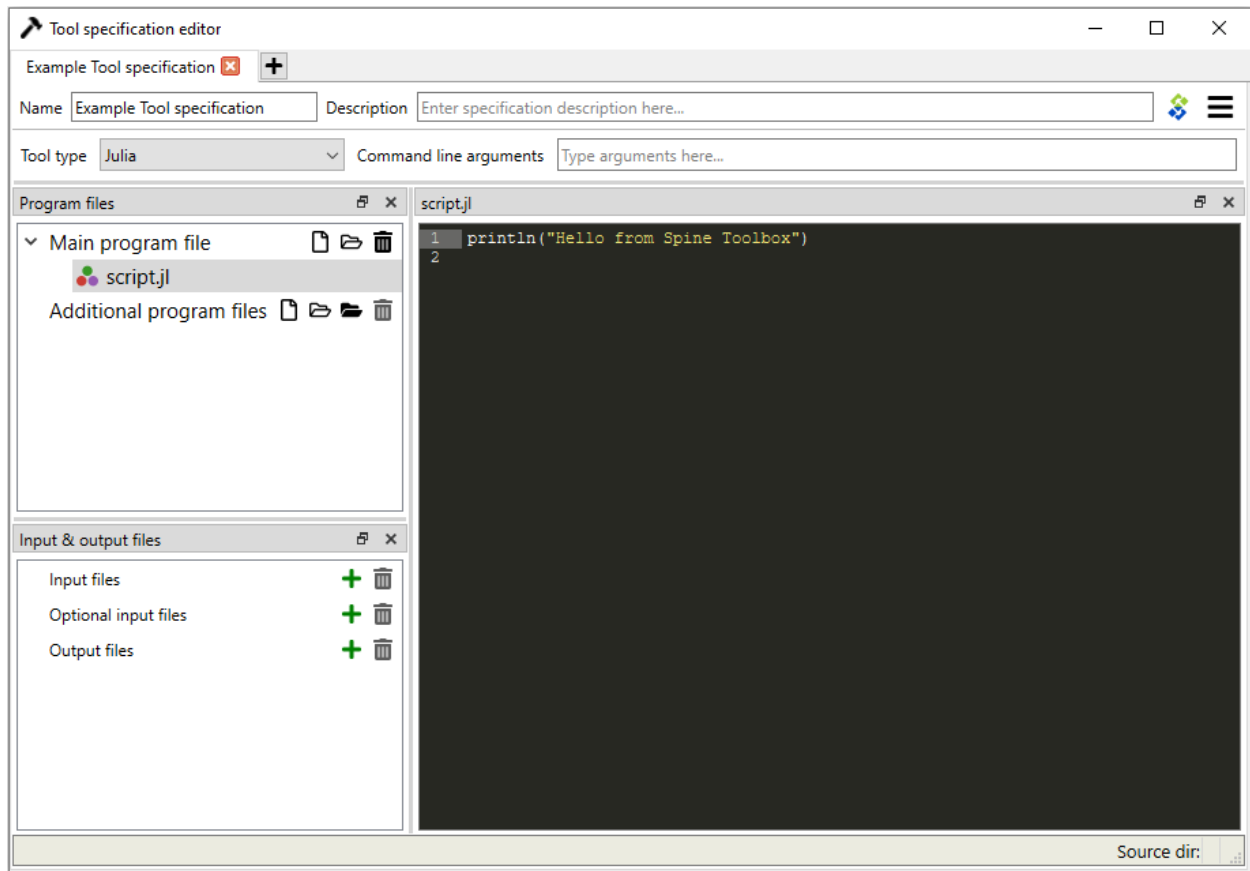 Tool specification editor
Example Tool specification
Name Example Tool specification Description Enter specification description here...
Tool type Julia Command line arguments Type arguments here...
Program files
Main program file
script.jl
Additional program files
Input & output files
Input files
Optional input files
Output files
script.jl
1 println("Hello from Spine Toolbox")
2
Source dir: